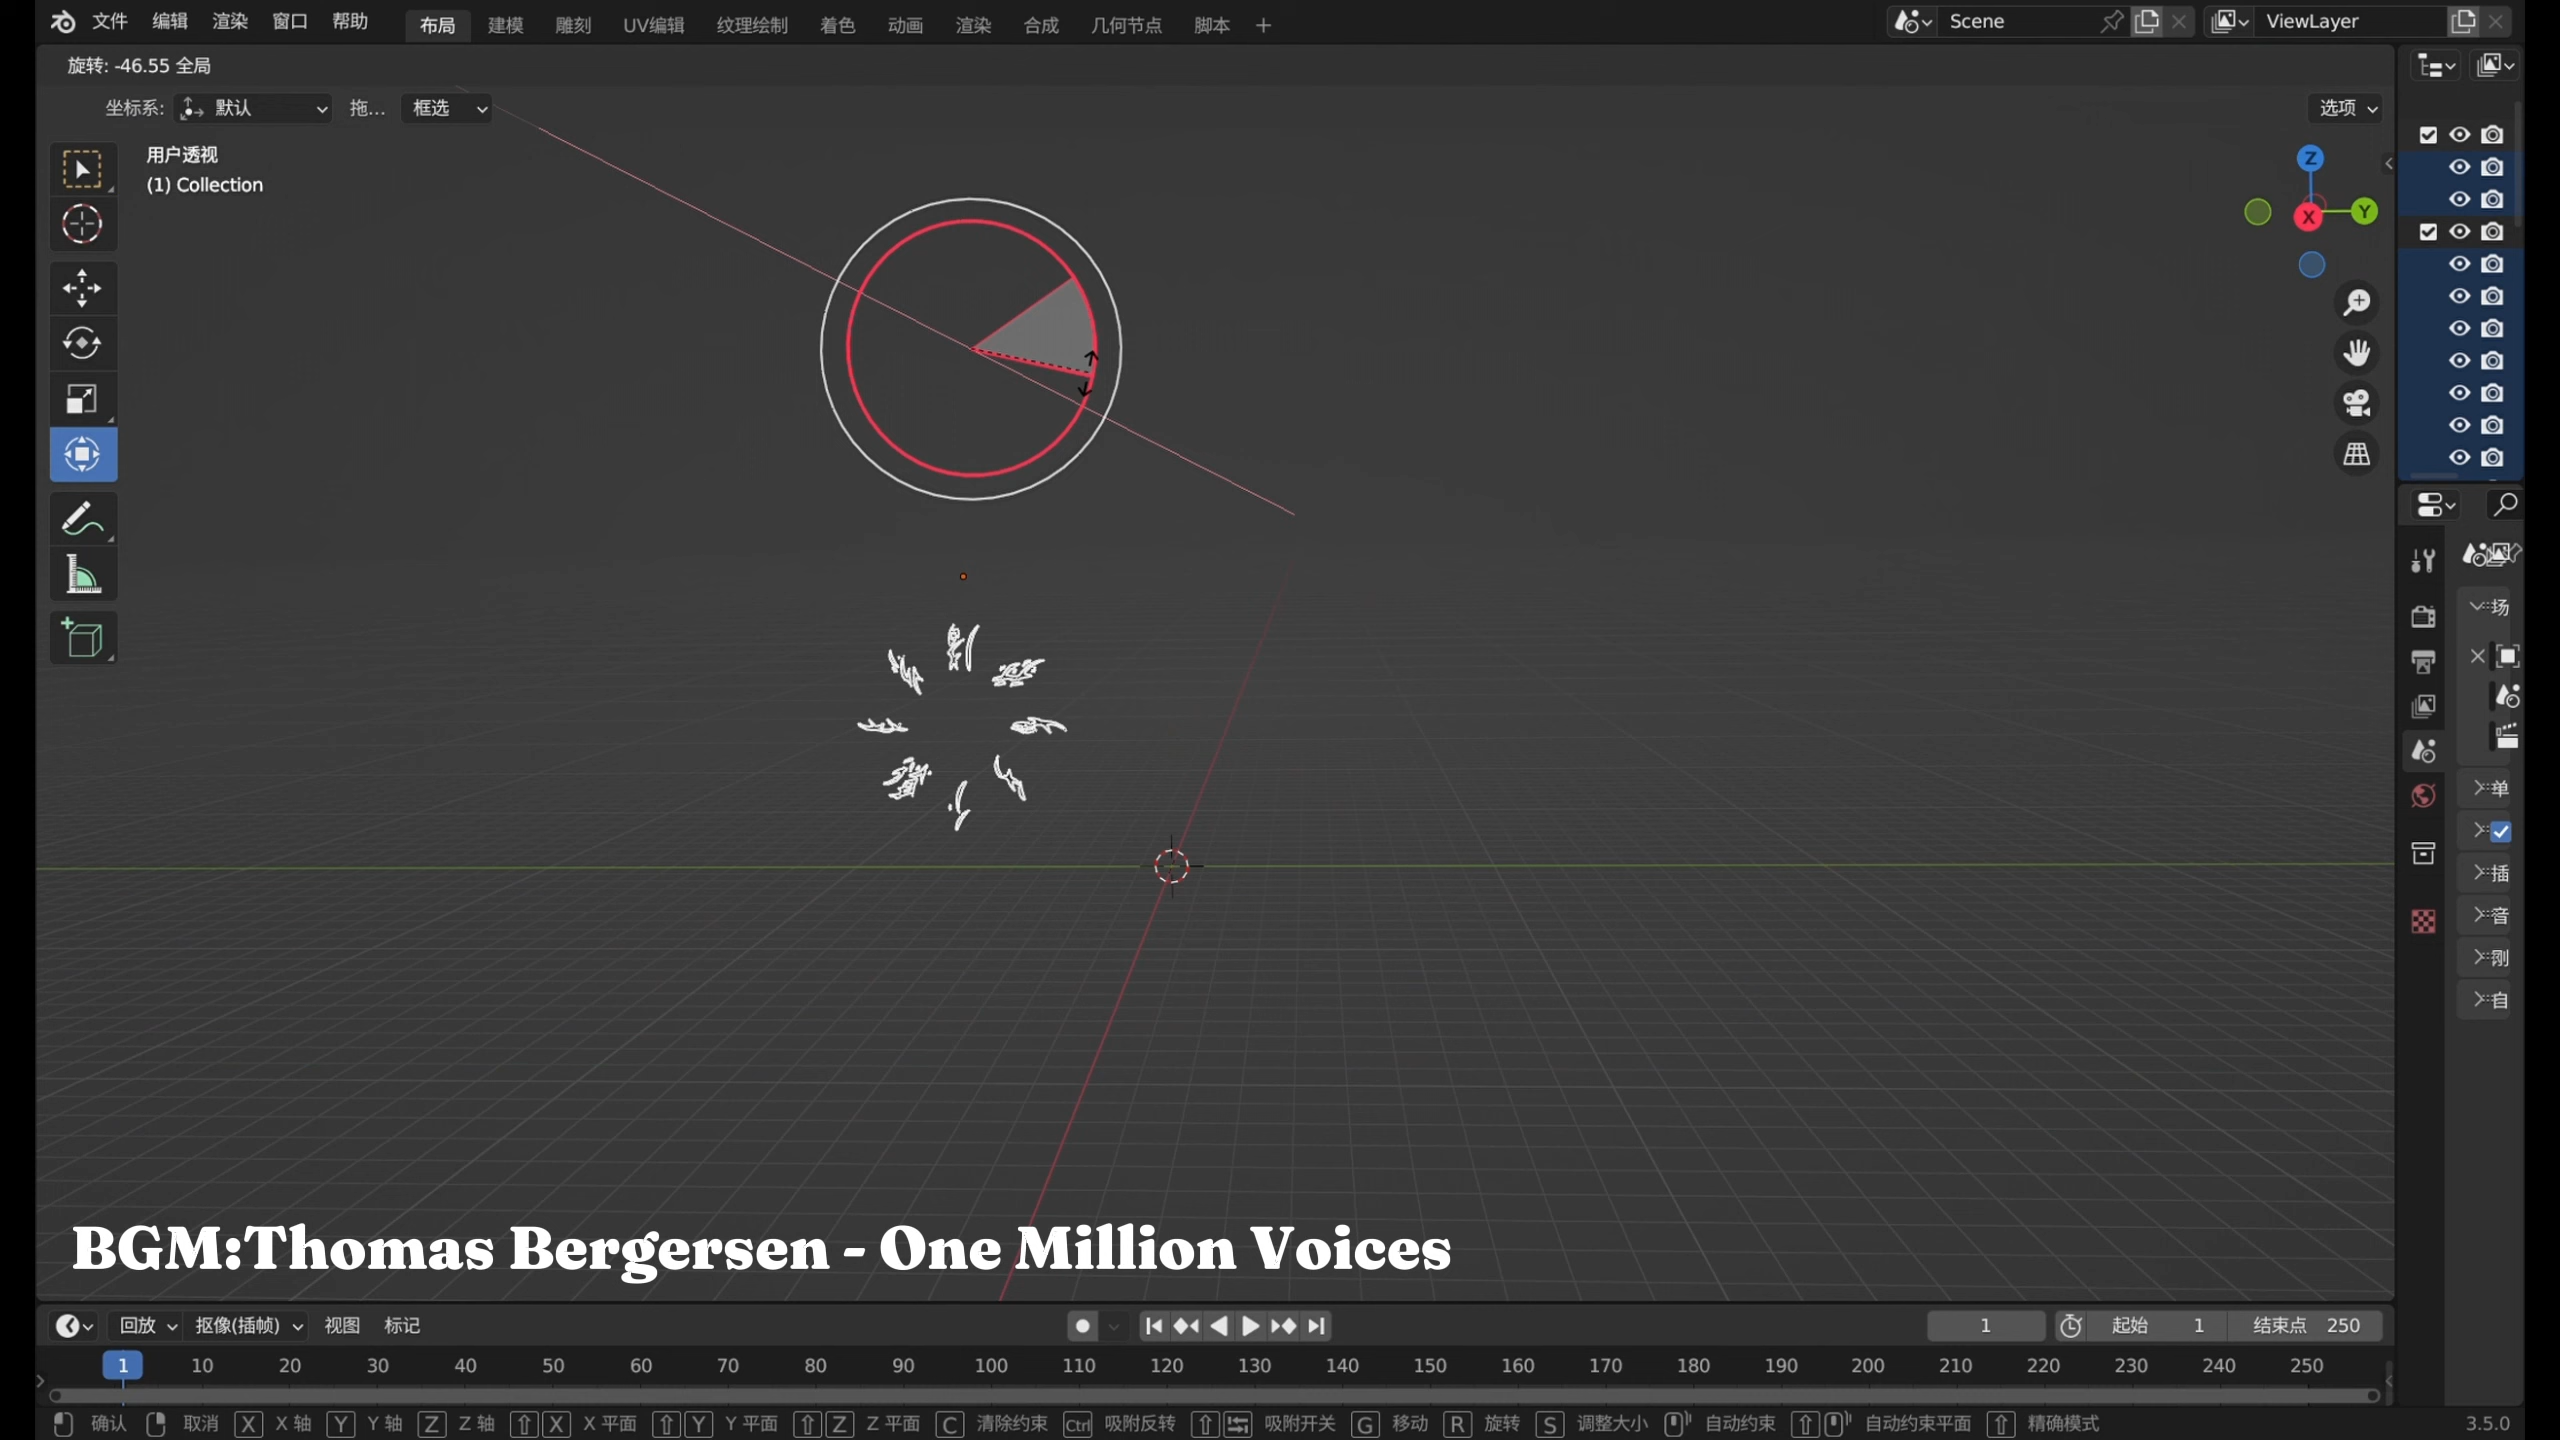 文件 编辑 渲染 窗口 帮助 布局 建模 雕刻 UV编辑 纹理绘制 着色 动画 渲染 合成 几何节点 脚本 + Scene ViewLayer
旋转: -46.55 全局
坐标系: 默认 拖... 框选 选项
用户透视
(1) Collection
Z
X Y
场
单
插
音
刚
自
BGM:Thomas Bergersen - One Million Voices
回放 抠像(插帧) 视图 标记 1 起始 1 结束点 250
1 10 20 30 40 50 60 70 80 90 100 110 120 130 140 150 160 170 180 190 200 210 220 230 240 250
确认 取消 X X 轴 Y Y 轴 Z Z 轴 X X 平面 Y Y 平面 Z Z 平面 C 清除约束 Ctrl 吸附反转 吸附开关 G 移动 R 旋转 S 调整大小 自动约束 自动约束平面 精确模式 3.5.0